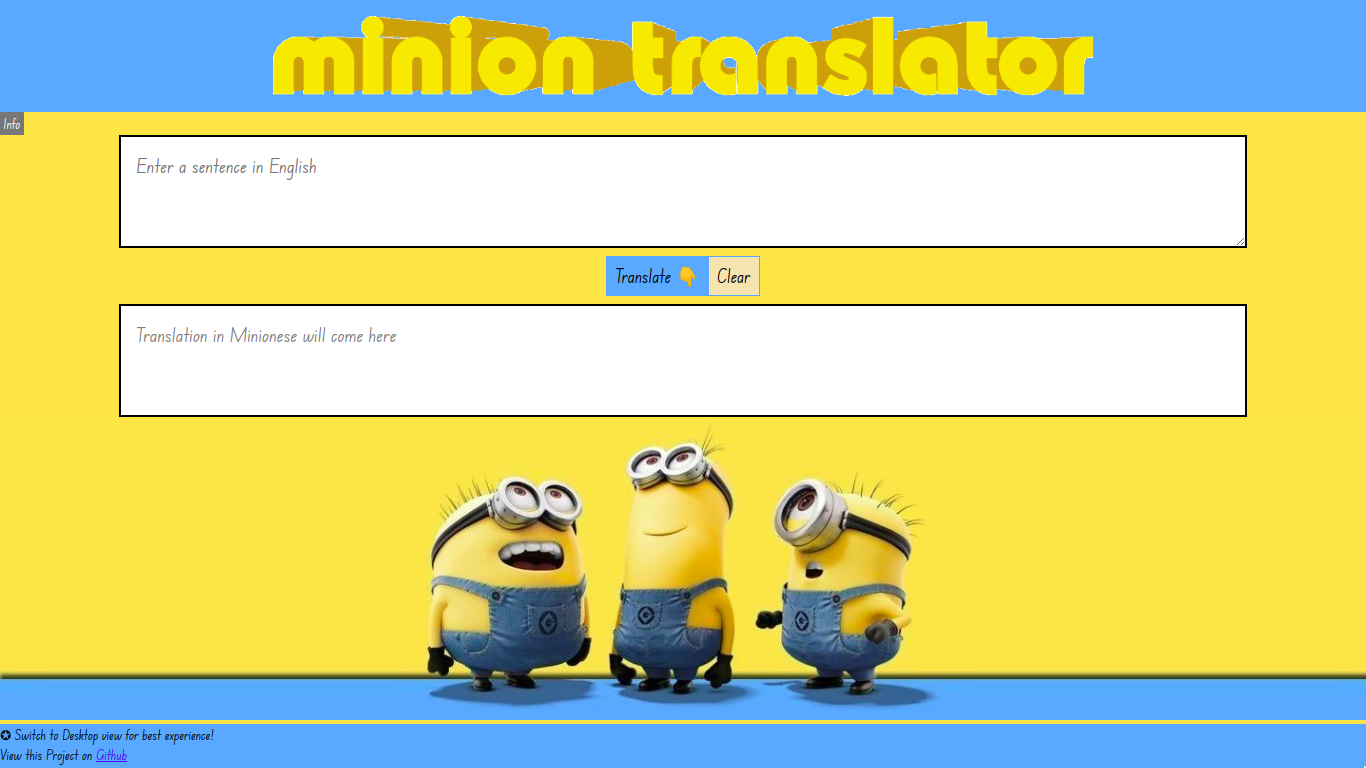 minion translator
Info
Enter a sentence in English
Translate 👇 Clear
Translation in Minionese will come here
✪ Switch to Desktop view for best experience!
View this Project on Github